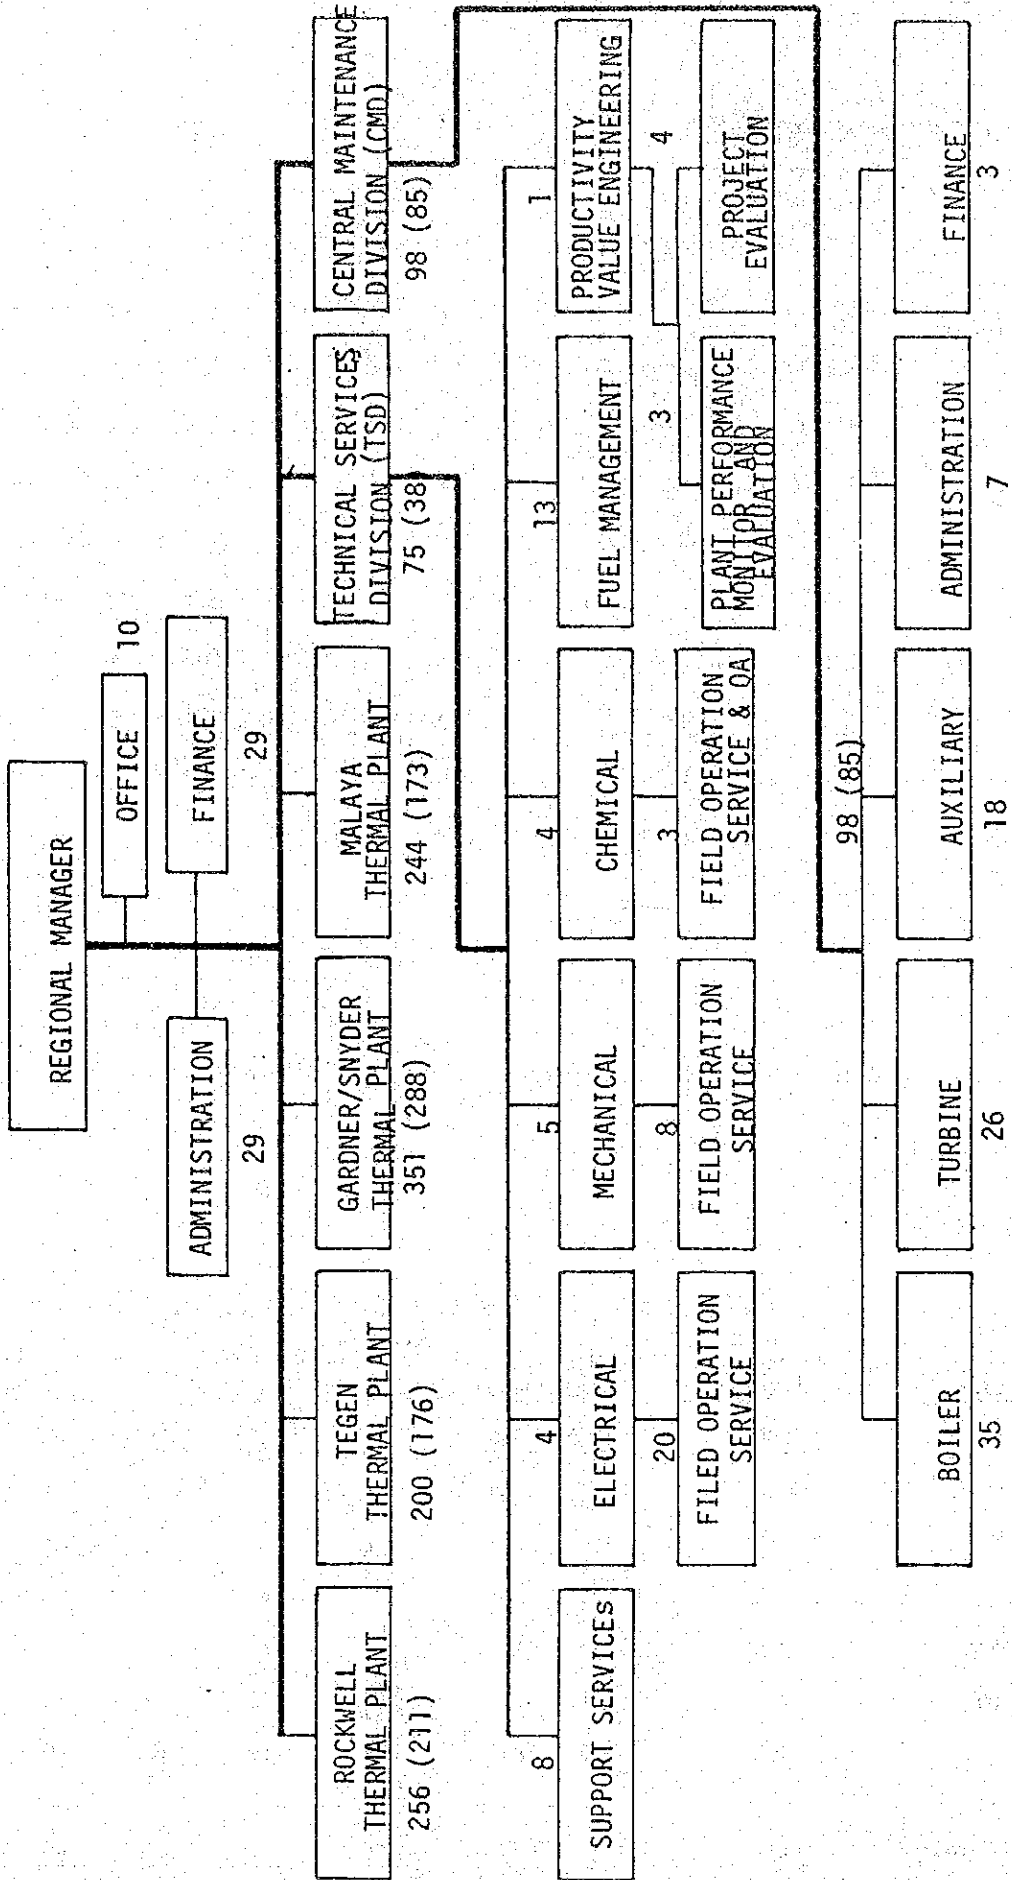 REGIONAL MANAGER
OFFICE
10
ADMINISTRATION
29
FINANCE
29
ROCKWELL
THERMAL PLANT
256 (211)
TEGEN
THERMAL PLANT
200 (176)
GARDNER/SNYDER
THERMAL PLANT
351 (288)
MALAYA
THERMAL PLANT
244 (173)
TECHNICAL SERVICES
DIVISION (TSD)
75 (38)
CENTRAL MAINTENANCE
DIVISION (CMD)
98 (85)
8
SUPPORT SERVICES
4
ELECTRICAL
20
FILED OPERATION
SERVICE
5
MECHANICAL
8
FIELD OPERATION
SERVICE
4
CHEMICAL
3
FIELD OPERATION
SERVICE & OA
13
FUEL MANAGEMENT
1
PRODUCTIVITY
VALUE ENGINEERING
3
PLANT PERFORMANCE
MONITOR AND
EVALUATION
4
PROJECT
EVALUATION
98 (85)
BOILER
35
TURBINE
26
AUXILIARY
18
ADMINISTRATION
7
FINANCE
3